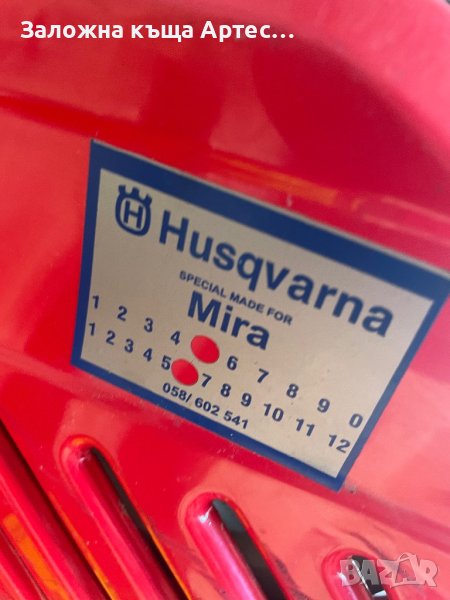 Заложна къща Артес...
H Husqvarna
SPECIAL MADE FOR
Mira
1 2 3 4 6 7 8 9 0
1 2 3 4 5 7 8 9 10 11 12
058/ 602 541
BAZAR